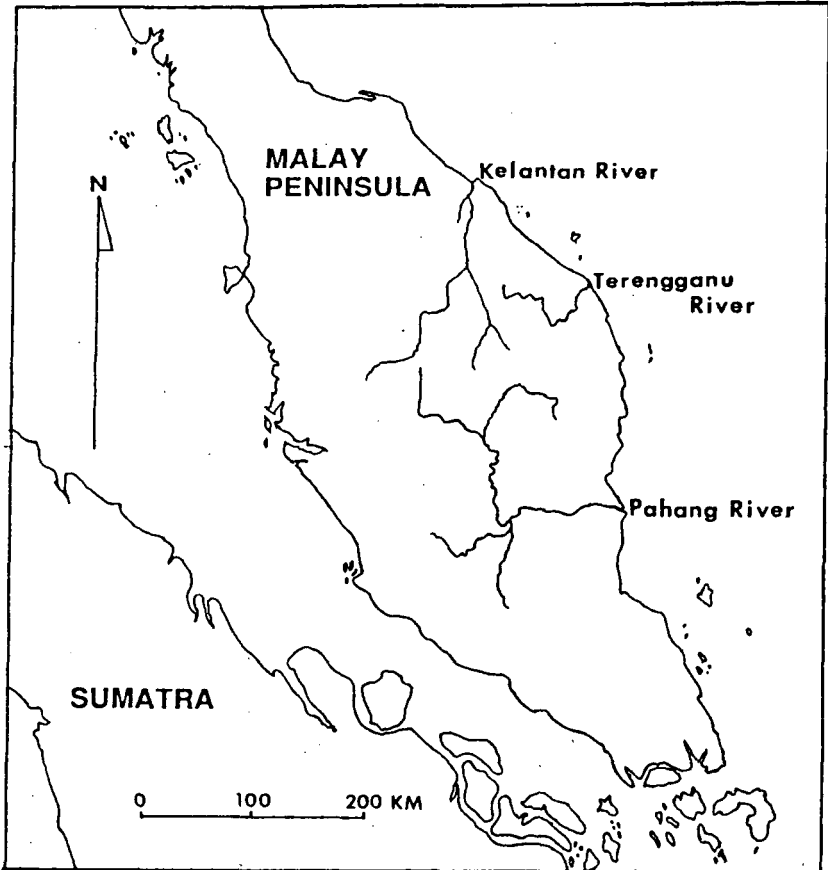 MALAY
PENINSULA
Kelantan River
N
Terengganu
River
Pahang River
SUMATRA
0 100 200 KM